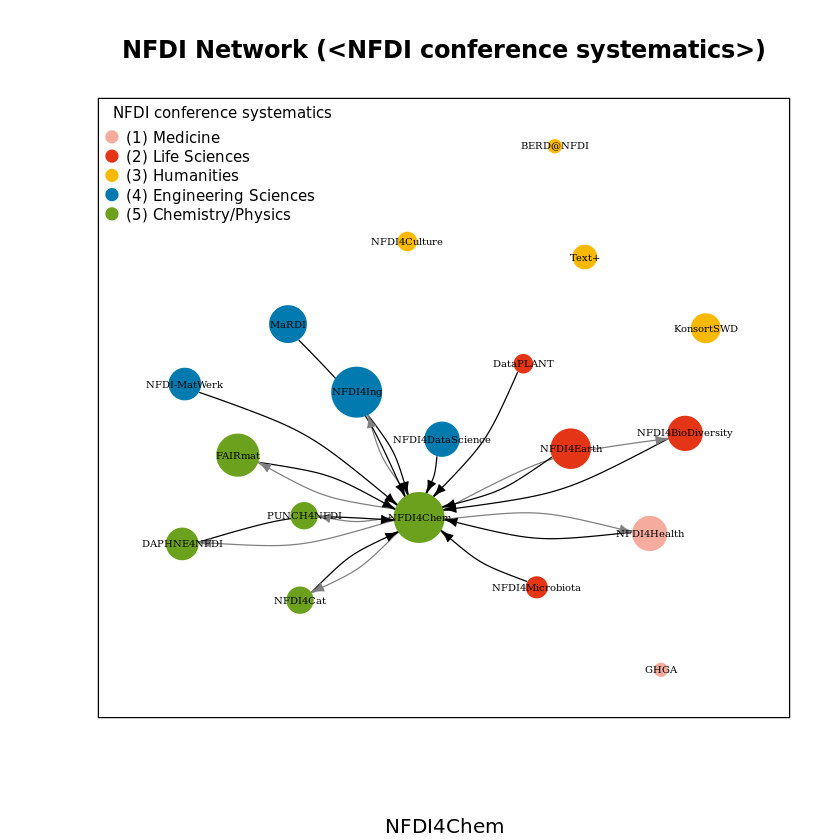 NFDI Network (<NFDI conference systematics>)
NFDI conference systematics
(1) Medicine
(2) Life Sciences
(3) Humanities
(4) Engineering Sciences
(5) Chemistry/Physics
BERD@NFDI
NFDI4Culture
Text+
MaRDI
KonsortSWD
DataPLANT
NFDI-MatWerk
NFDI4Ing
NFDI4DataScience
NFDI4BioDiversity
NFDI4Earth
FAIRmat
PUNCH4NFDI
NFDI4Chem
NFDI4Health
DAPHNE4NFDI
NFDI4Microbiota
NFDI4Cat
GHGA
NFDI4Chem